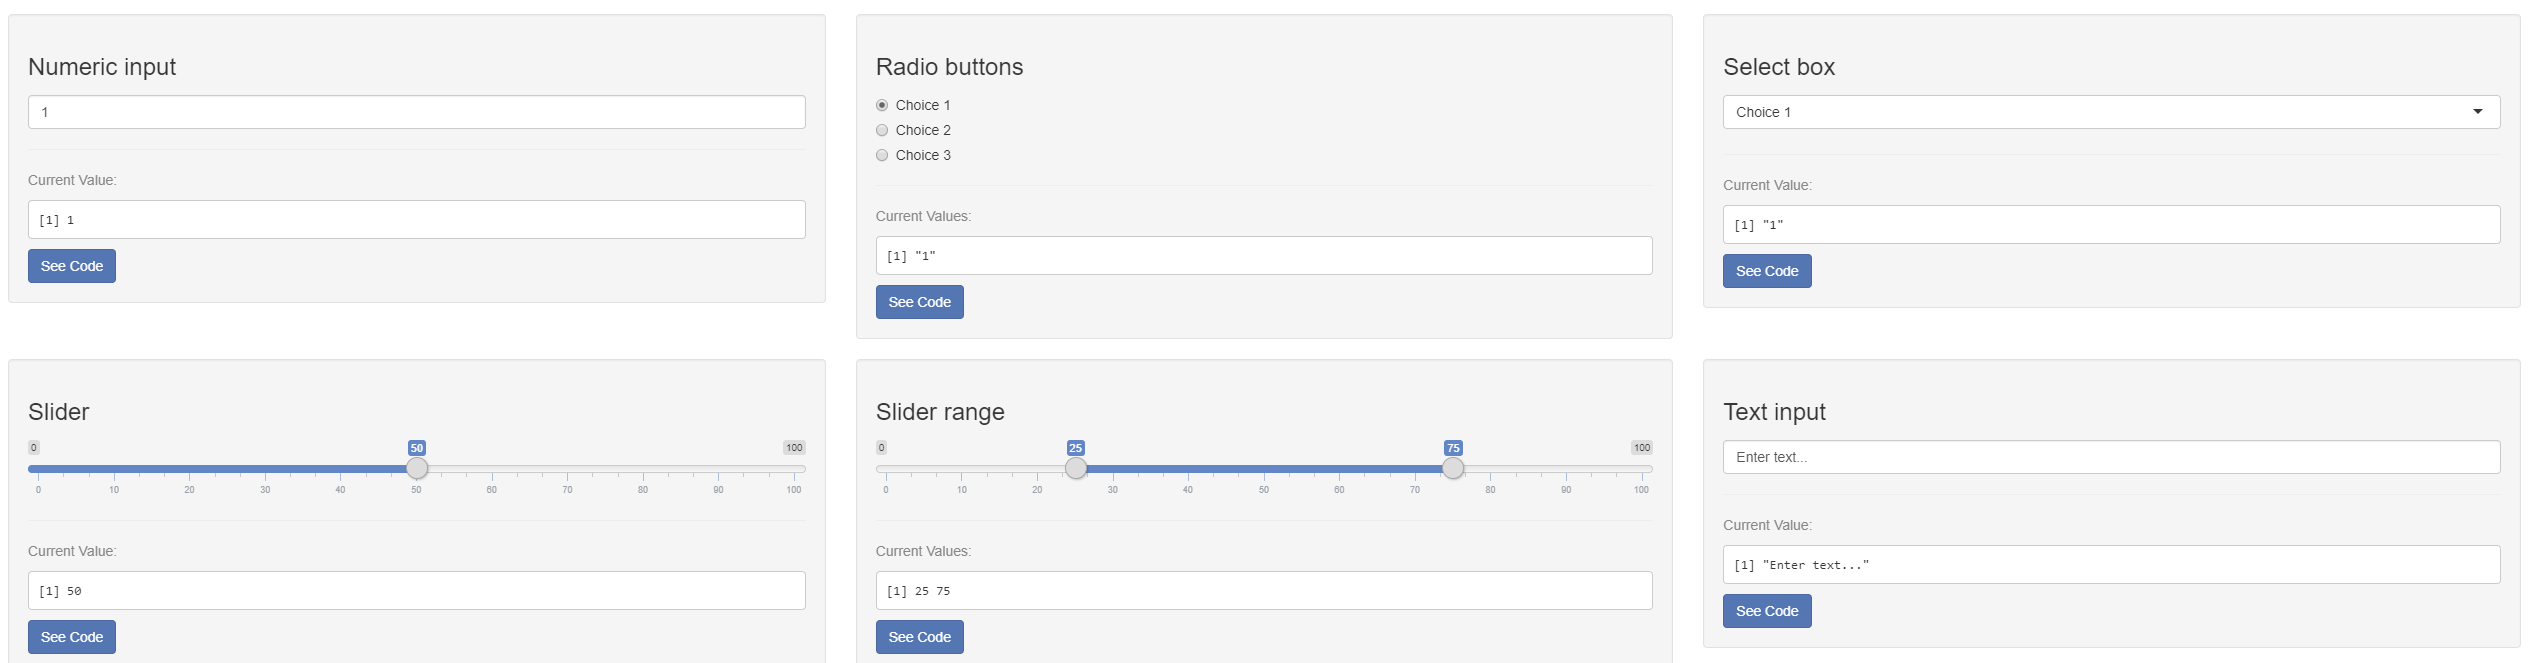 Numeric input
1
Current Value:
[1] 1
See Code
Radio buttons
Choice 1
Choice 2
Choice 3
Current Values:
[1] "1"
See Code
Select box
Choice 1
Current Value:
[1] "1"
See Code
Slider
0 50 100
0 10 20 30 40 50 60 70 80 90 100
Current Value:
[1] 50
See Code
Slider range
0 25 75 100
0 10 20 30 40 50 60 70 80 90 100
Current Values:
[1] 25 75
See Code
Text input
Enter text...
Current Value:
[1] "Enter text..."
See Code